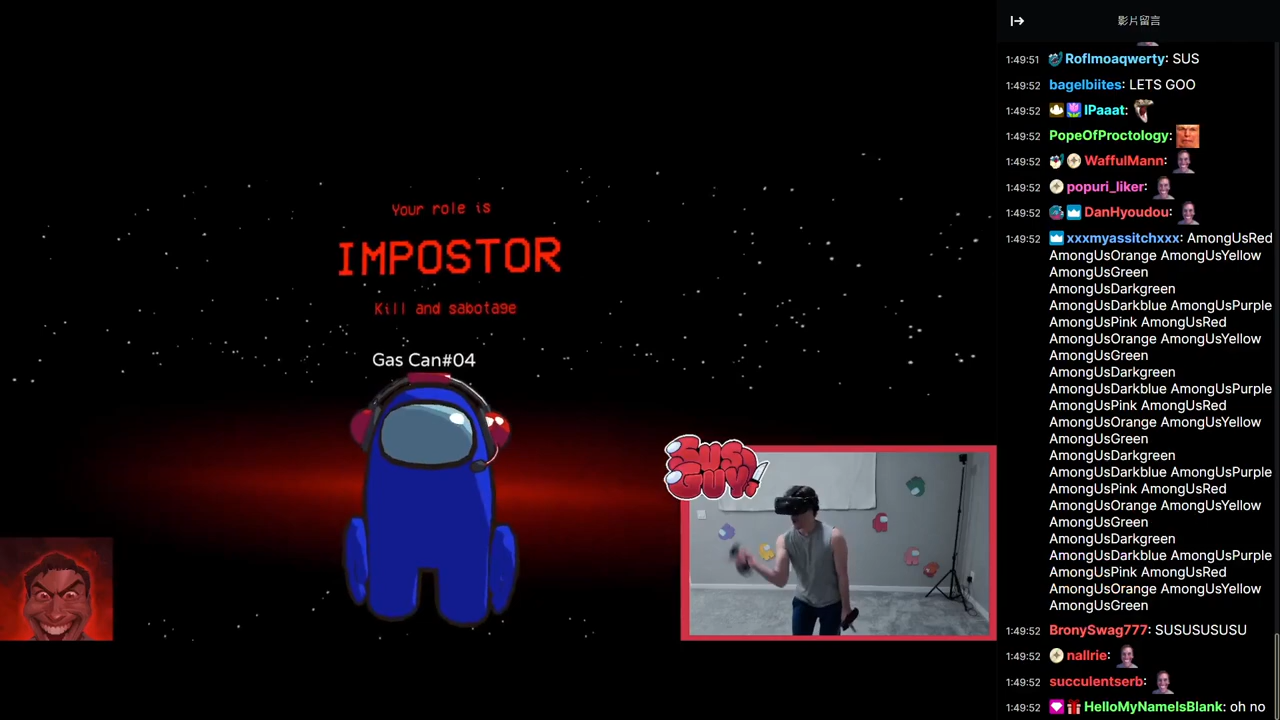 影片留言
Your role is
IMPOSTOR
Kill and sabotage
Gas Can#04
SUS
GUY!
1:49:51 Roflmoaqwerty: SUS
1:49:52 bagelbiites: LETS GOO
1:49:52 IPaaat:
1:49:52 PopeOfProctology:
1:49:52 WaffulMann:
1:49:52 popuri_liker:
1:49:52 DanHyoudou:
1:49:52 xxxmyassitchxxx: AmongUsRed
AmongUsOrange AmongUsYellow
AmongUsGreen
AmongUsDarkgreen
AmongUsDarkblue AmongUsPurple
AmongUsPink AmongUsRed
AmongUsOrange AmongUsYellow
AmongUsGreen
AmongUsDarkgreen
AmongUsDarkblue AmongUsPurple
AmongUsPink AmongUsRed
AmongUsOrange AmongUsYellow
AmongUsGreen
AmongUsDarkgreen
AmongUsDarkblue AmongUsPurple
AmongUsPink AmongUsRed
AmongUsOrange AmongUsYellow
AmongUsGreen
AmongUsDarkgreen
AmongUsDarkblue AmongUsPurple
AmongUsPink AmongUsRed
AmongUsOrange AmongUsYellow
AmongUsGreen
1:49:52 BronySwag777: SUSUSUSUSU
1:49:52 nallrie:
1:49:52 succulentserb:
1:49:52 HelloMyNameIsBlank: oh no